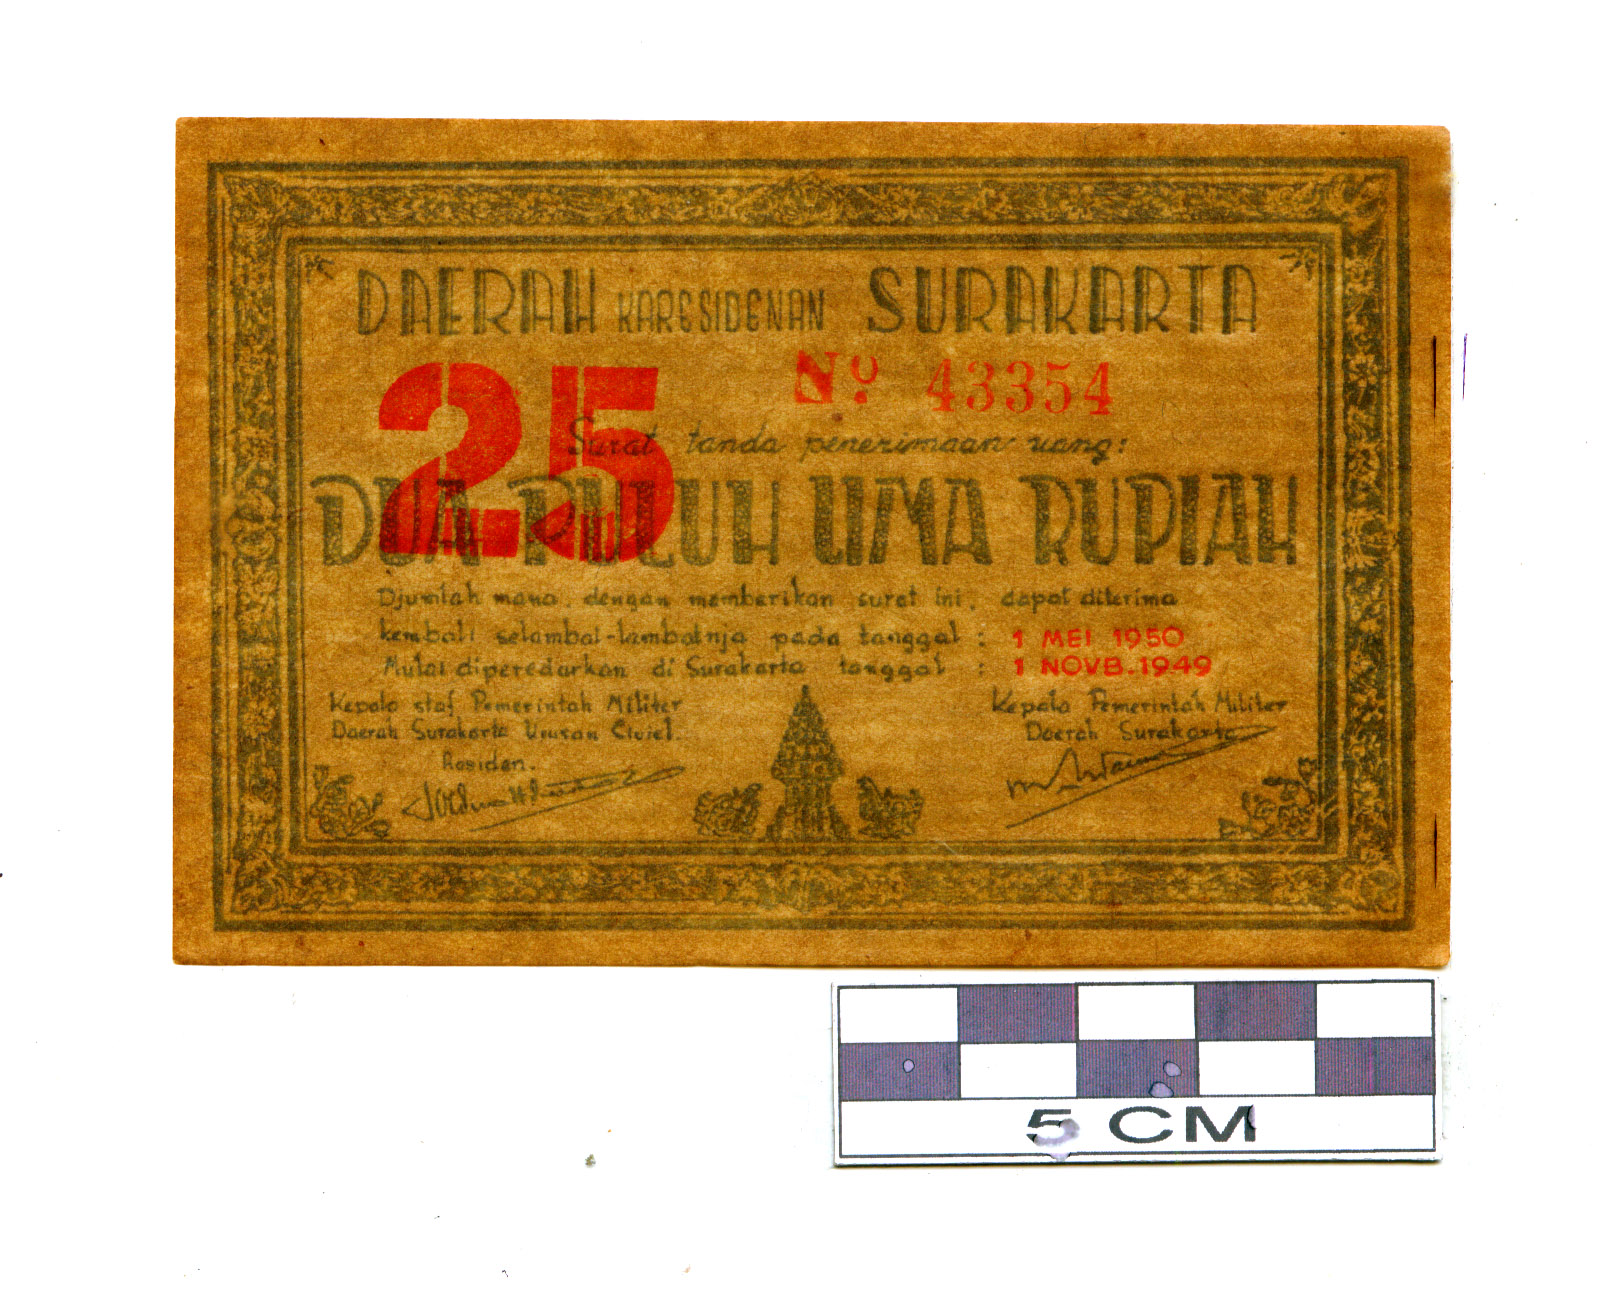 DAERAH KARESIDENAN SURAKARTA
25
No. 43354
Surat tanda penerimaan uang:
DUA PULUH LIMA RUPIAH
Djumlah mana, dengan memberikan surat ini, dapat diterima
kembali selambat-lambatnja pada tanggal : 1 MEI 1950
Mulai diperedarkan di Surakarta tanggal : 1 NOVB. 1949
Kepala staf Pemerintah Militer
Daerah Surakarta Urusan Civiel.
Residen.
Kepala Pemerintah Militer
Daerah Surakarta
5 CM